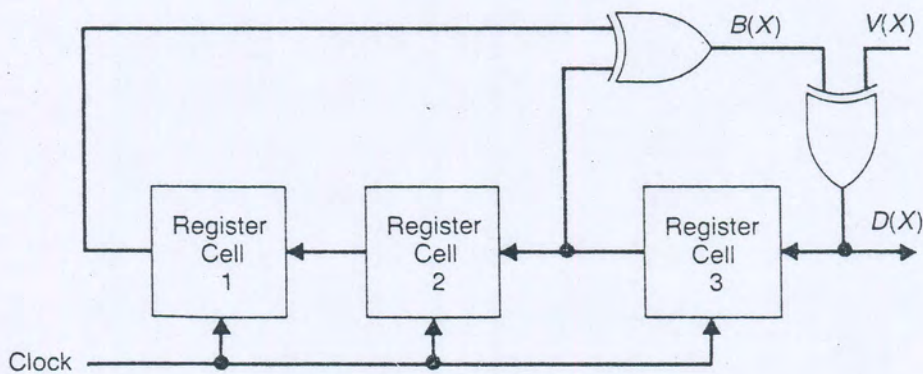 B(X)
V(X)
Register
Cell
1
Register
Cell
2
Register
Cell
3
D(X)
Clock